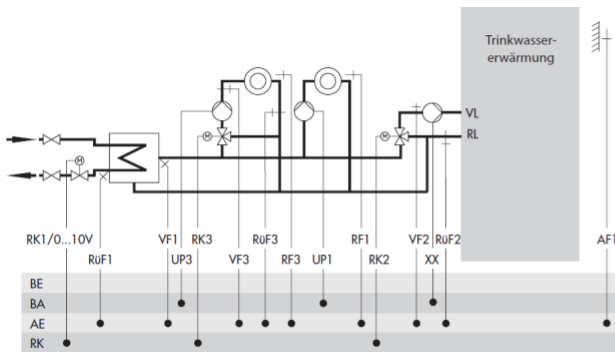 Trinkwasser-
erwärmung
VL
RL
M
M
M
RK1/0...10V
VF1
RK3
RüF3
RF1
VF2
RüF2
AF1
RüF1
UP3
VF3
RF3
UP1
RK2
XX
BE
BA
AE
RK